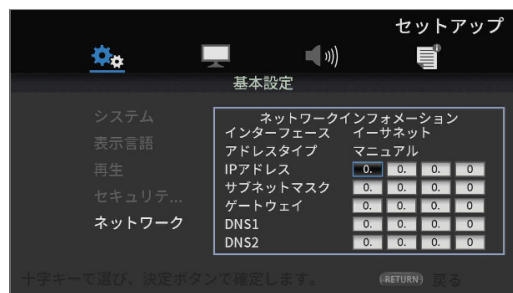 セットアップ
基本設定
システム
表示言語
再生
セキュリテ...
ネットワーク
ネットワークインフォメーション
インターフェース イーサネット
アドレスタイプ マニュアル
IPアドレス 0. 0. 0. 0
サブネットマスク 0. 0. 0. 0
ゲートウェイ 0. 0. 0. 0
DNS1 0. 0. 0. 0
DNS2 0. 0. 0. 0
十字キーで選び、決定ボタンで確定します。 RETURN 戻る